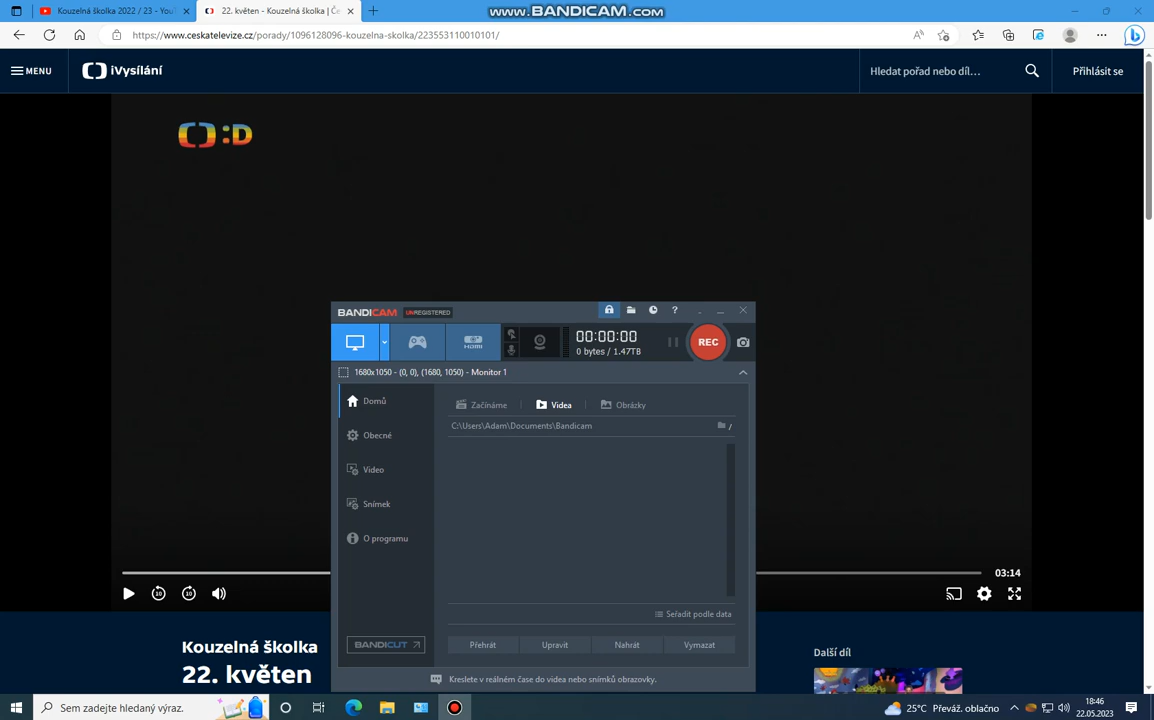 Kouzelná školka 2022 / 23 - You
22. květen - Kouzelná školka | Če
www.BANDICAM.com
https://www.ceskatelevize.cz/porady/1096128096-kouzelna-skolka/223553110010101/
MENU
iVysílání
Hledat pořad nebo díl...
Přihlásit se
:D
BANDICAM
UNREGISTERED
HDMI
00:00:00
0 bytes / 1.47TB
REC
1680x1050 - (0, 0), (1680, 1050) - Monitor 1
Domů
Obecné
Video
Snímek
O programu
BANDICUT
Začínáme
Videa
Obrázky
C:\Users\Adam\Documents\Bandicam
/
Seřadit podle data
Přehrát
Upravit
Nahrát
Vymazat
Kreslete v reálném čase do videa nebo snímků obrazovky.
10
10
03:14
Kouzelná školka
22. květen
Další díl
Sem zadejte hledaný výraz.
25°C Převáž. oblačno
18:46
22.05.2023